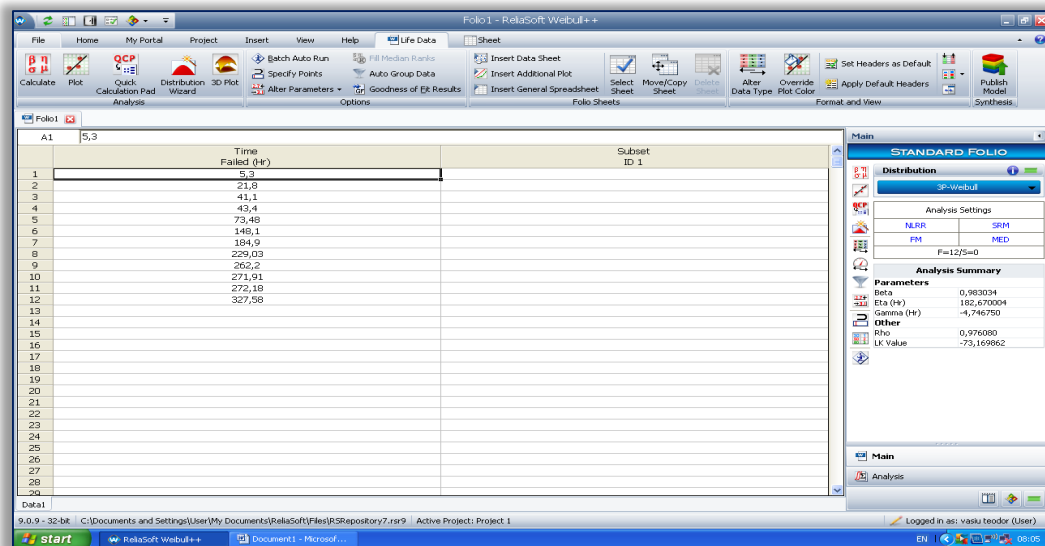 Folio1 - ReliaSoft Weibull++
File Home My Portal Project Insert View Help Life Data Sheet
β η σ μ
Calculate
Plot
QCP
Quick Calculation Pad
Distribution Wizard
3D Plot
Analysis
Batch Auto Run
Specify Points
Alter Parameters
Fill Median Ranks
Auto Group Data
Goodness of Fit Results
Options
Insert Data Sheet
Insert Additional Plot
Insert General Spreadsheet
Select Sheet
Move/Copy Sheet
Delete Sheet
Folio Sheets
Alter Data Type
Override Plot Color
Set Headers as Default
Apply Default Headers
Format and View
Publish Model
Synthesis
Folio1
A1 5,3
Time Failed (Hr)
Subset ID 1
1 5,3
2 21,8
3 41,1
4 43,4
5 73,48
6 148,1
7 184,9
8 229,03
9 262,2
10 271,91
11 272,18
12 327,58
13
14
15
16
17
18
19
20
21
22
23
24
25
26
27
28
29
Data1
Main
STANDARD FOLIO
Distribution
3P-Weibull
Analysis Settings
NLRR SRM
FM MED
F=12/S=0
Analysis Summary
Parameters
Beta 0,983034
Eta (Hr) 182,670004
Gamma (Hr) -4,746750
Other
Rho 0,976080
LK Value -73,169862
QCP
Main
Analysis
9.0.9 - 32-bit C:\Documents and Settings\User\My Documents\ReliaSoft\Files\RSRepository7.rsr9 Active Project: Project 1 Logged in as: vasiu teodor (User)
start ReliaSoft Weibull++ Document1 - Microsof... EN 08:05